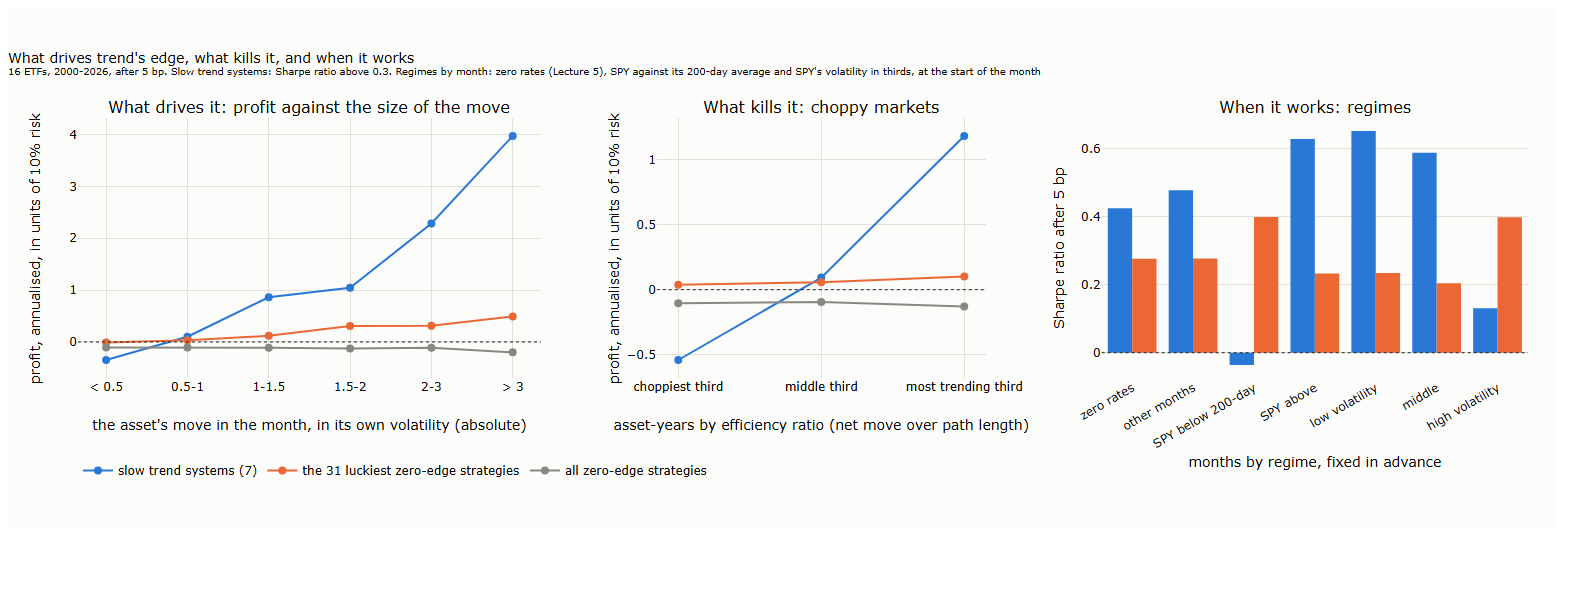 What drives trend's edge, what kills it, and when it works
16 ETFs, 2000-2026, after 5 bp. Slow trend systems: Sharpe ratio above 0.3. Regimes by month: zero rates (Lecture 5), SPY against its 200-day average and SPY's volatility in thirds, at the start of the month
What drives it: profit against the size of the move
profit, annualised, in units of 10% risk
4
3
2
1
0
< 0.5
0.5-1
1-1.5
1.5-2
2-3
> 3
the asset's move in the month, in its own volatility (absolute)
What kills it: choppy markets
profit, annualised, in units of 10% risk
1
0.5
0
−0.5
choppiest third
middle third
most trending third
asset-years by efficiency ratio (net move over path length)
When it works: regimes
Sharpe ratio after 5 bp
0.6
0.4
0.2
0
zero rates
other months
SPY below 200-day
SPY above
low volatility
middle
high volatility
months by regime, fixed in advance
slow trend systems (7)
the 31 luckiest zero-edge strategies
all zero-edge strategies